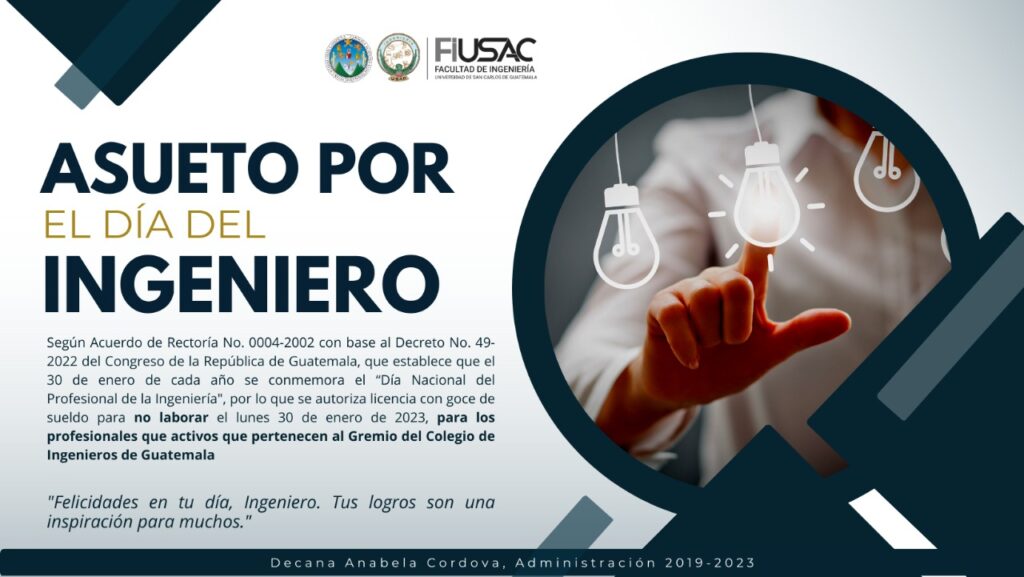 FIUSAC
FACULTAD DE INGENIERÍA
UNIVERSIDAD DE SAN CARLOS DE GUATEMALA
ASUETO POR
EL DÍA DEL
INGENIERO
Según Acuerdo de Rectoría No. 0004-2002 con base al Decreto No. 49-
2022 del Congreso de la República de Guatemala, que establece que el
30 de enero de cada año se conmemora el “Día Nacional del
Profesional de la Ingeniería", por lo que se autoriza licencia con goce de
sueldo para no laborar el lunes 30 de enero de 2023, para los
profesionales que activos que pertenecen al Gremio del Colegio de
Ingenieros de Guatemala
"Felicidades en tu día, Ingeniero. Tus logros son una
inspiración para muchos."
Decana Anabela Cordova, Administración 2019-2023